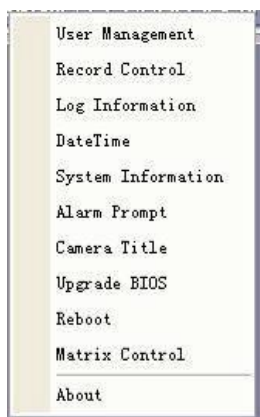 User Management
Record Control
Log Information
DateTime
System Information
Alarm Prompt
Camera Title
Upgrade BIOS
Reboot
Matrix Control
About